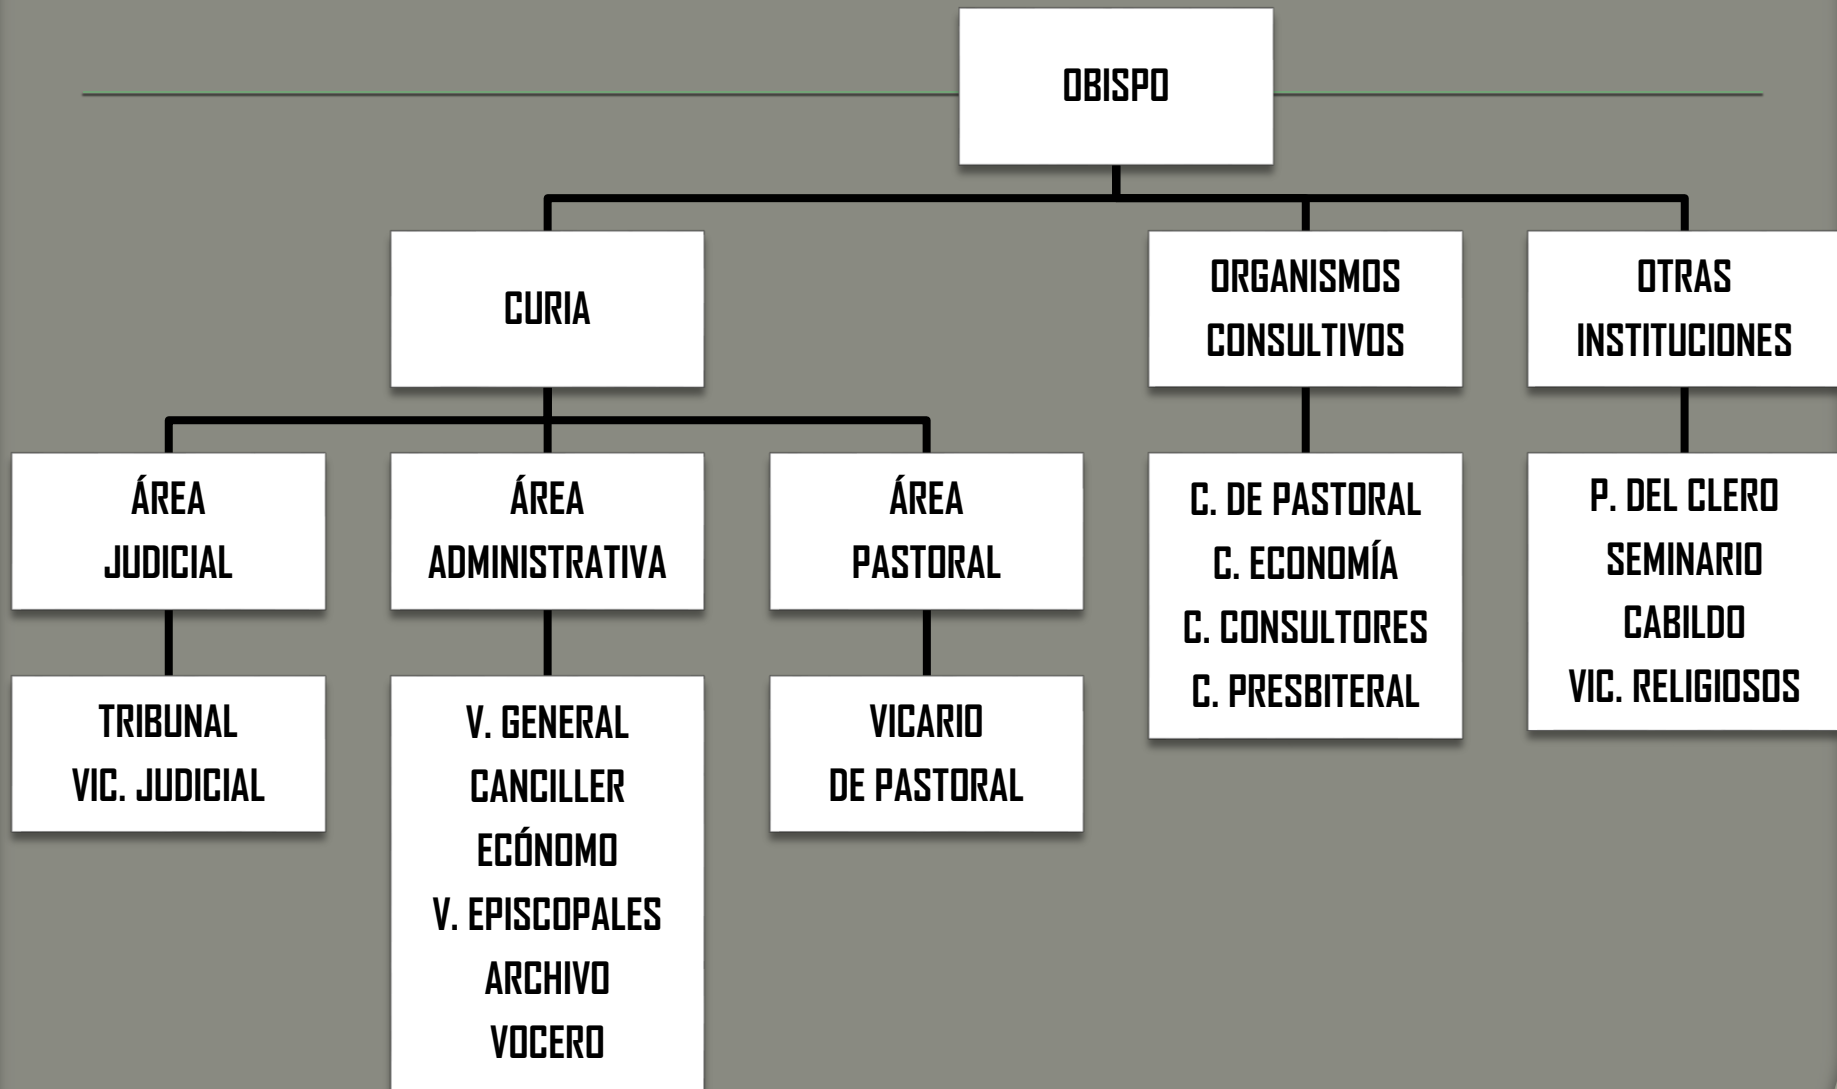 OBISPO
CURIA
ORGANISMOS
CONSULTIVOS
OTRAS
INSTITUCIONES
ÁREA
JUDICIAL
ÁREA
ADMINISTRATIVA
ÁREA
PASTORAL
C. DE PASTORAL
C. ECONOMÍA
C. CONSULTORES
C. PRESBITERAL
P. DEL CLERO
SEMINARIO
CABILDO
VIC. RELIGIOSOS
TRIBUNAL
VIC. JUDICIAL
V. GENERAL
CANCILLER
ECÓNOMO
V. EPISCOPALES
ARCHIVO
VOCERO
VICARIO
DE PASTORAL